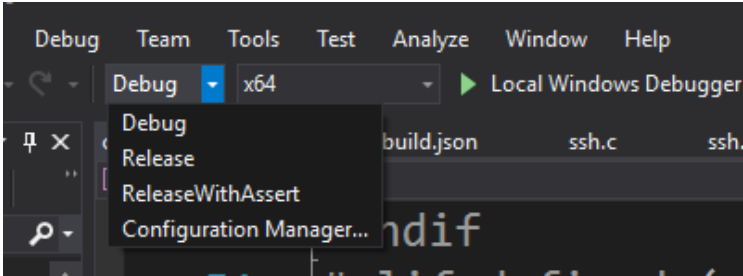 Debug Team Tools Test Analyze Window Help
Debug x64 Local Windows Debugger
Debug
build.json ssh.c ssh.
Release
ReleaseWithAssert
Configuration Manager...
ndif